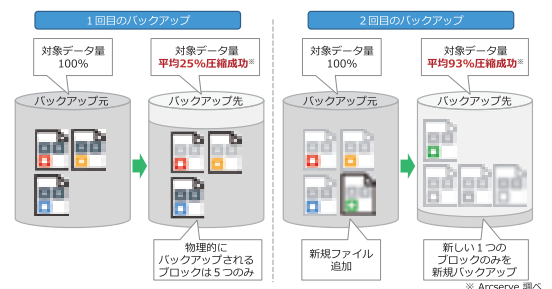 1回目のバックアップ
対象データ量
100%
対象データ量
平均25%圧縮成功※
バックアップ元
バックアップ先
物理的に
バックアップされる
ブロックは5つのみ
2回目のバックアップ
対象データ量
100%
対象データ量
平均93%圧縮成功※
バックアップ元
バックアップ先
新規ファイル
追加
新しい1つの
ブロックのみを
新規バックアップ
※ Arcserve 調べ